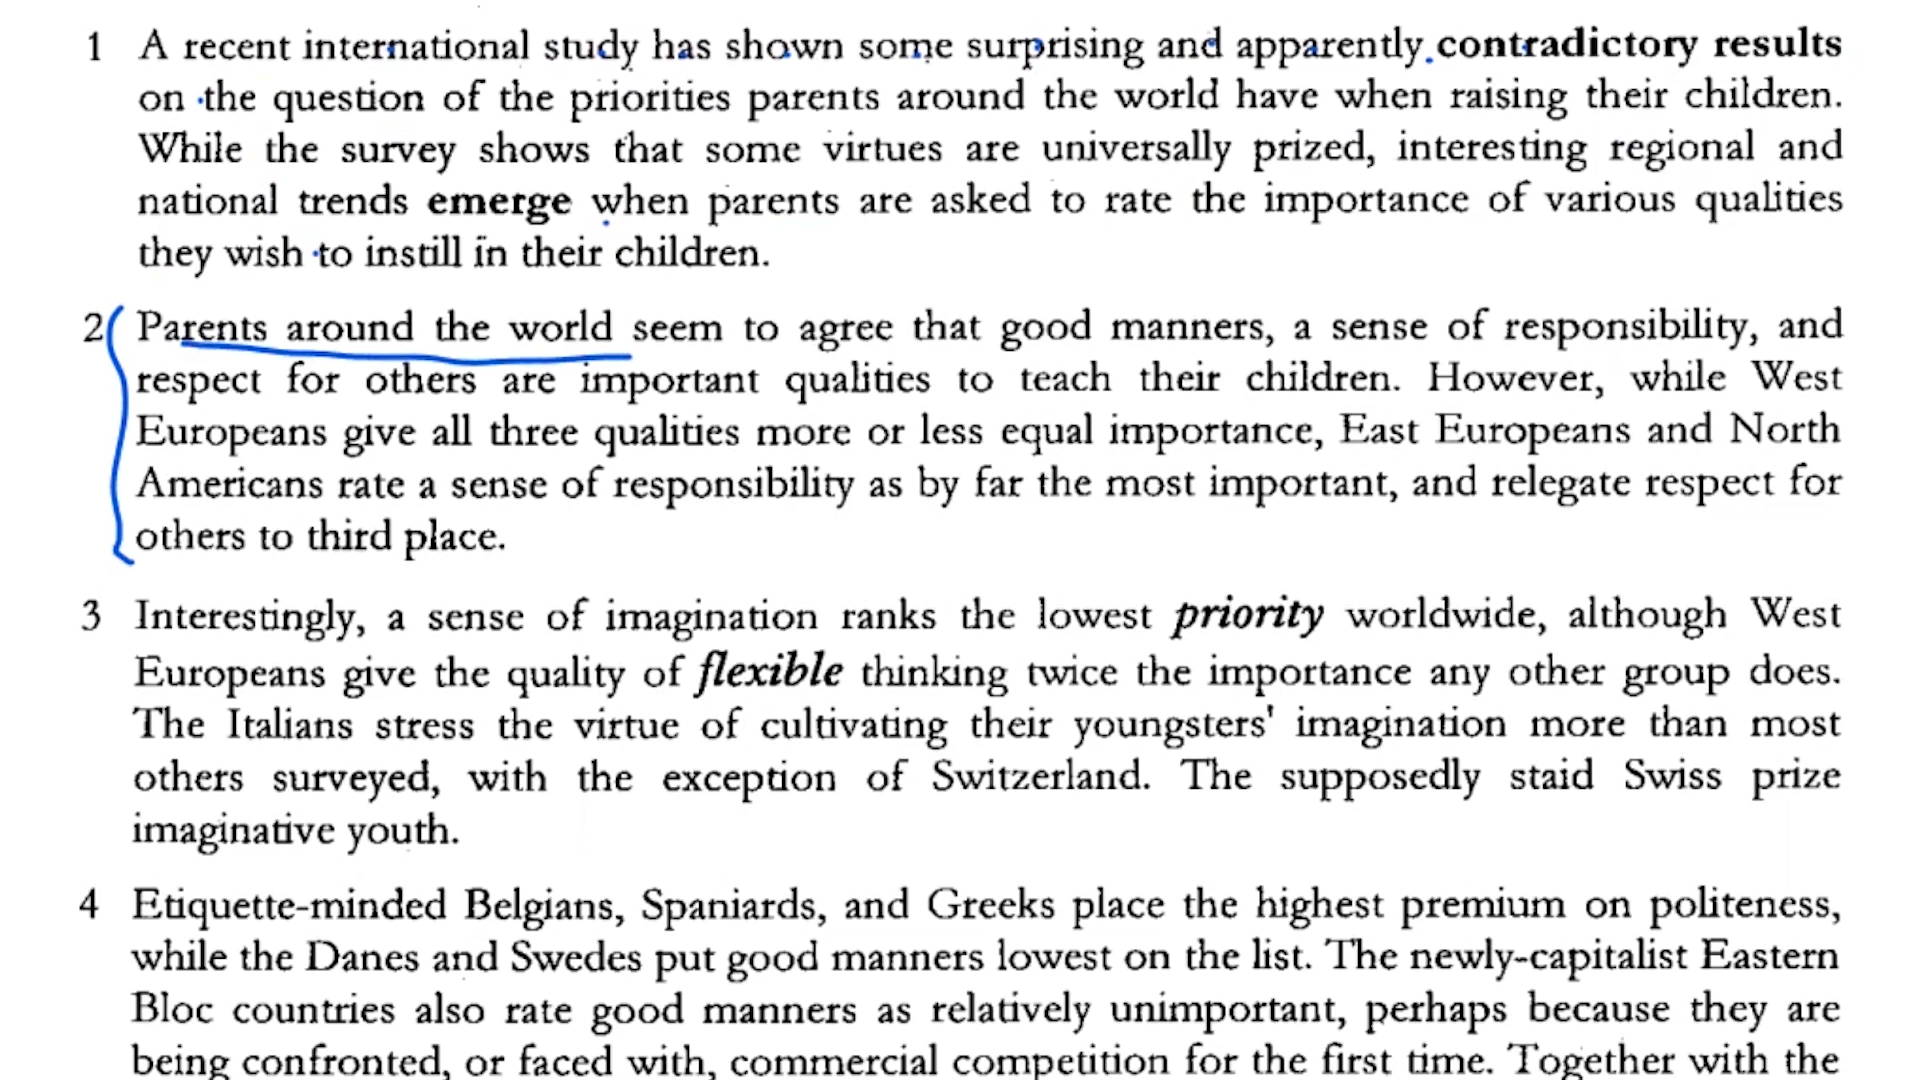 1 A recent international study has shown some surprising and apparently contradictory results
on the question of the priorities parents around the world have when raising their children.
While the survey shows that some virtues are universally prized, interesting regional and
national trends emerge when parents are asked to rate the importance of various qualities
they wish to instill in their children.
2 Parents around the world seem to agree that good manners, a sense of responsibility, and
respect for others are important qualities to teach their children. However, while West
Europeans give all three qualities more or less equal importance, East Europeans and North
Americans rate a sense of responsibility as by far the most important, and relegate respect for
others to third place.
3 Interestingly, a sense of imagination ranks the lowest priority worldwide, although West
Europeans give the quality of flexible thinking twice the importance any other group does.
The Italians stress the virtue of cultivating their youngsters' imagination more than most
others surveyed, with the exception of Switzerland. The supposedly staid Swiss prize
imaginative youth.
4 Etiquette-minded Belgians, Spaniards, and Greeks place the highest premium on politeness,
while the Danes and Swedes put good manners lowest on the list. The newly-capitalist Eastern
Bloc countries also rate good manners as relatively unimportant, perhaps because they are
being confronted, or faced with, commercial competition for the first time. Together with the